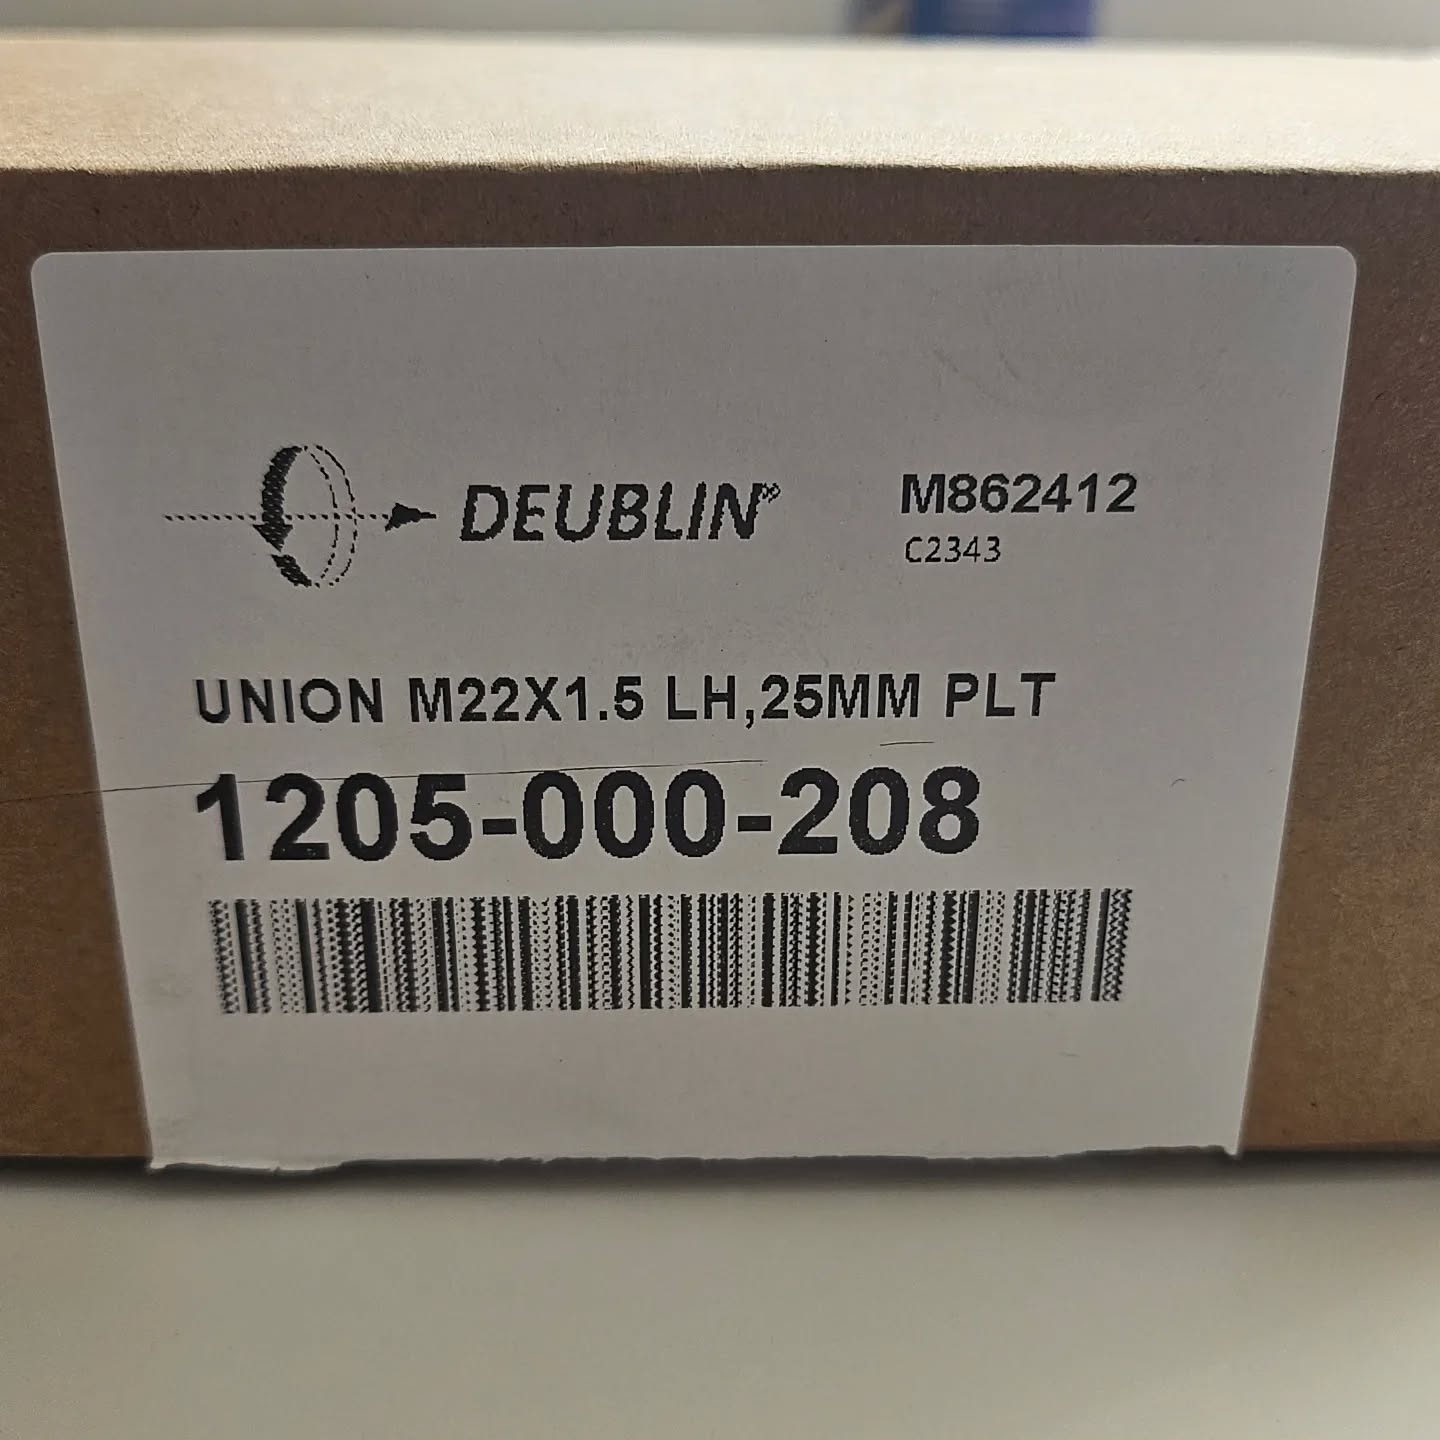 DEUBLIN®
M862412
C2343
UNION M22X1.5 LH,25MM PLT
1205-000-208